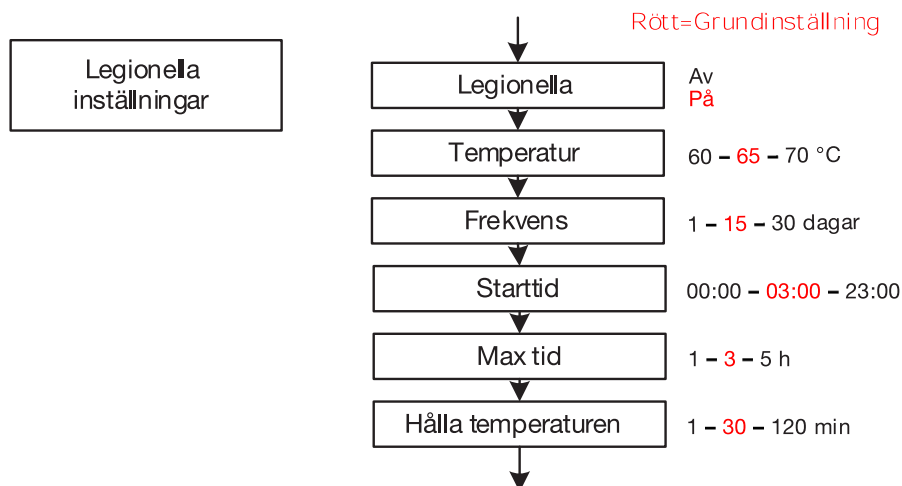 Rött=Grundinställning
Legionella
inställningar
Legionella
Av
På
Temperatur
60 – 65 – 70 °C
Frekvens
1 – 15 – 30 dagar
Starttid
00:00 – 03:00 – 23:00
Max tid
1 – 3 – 5 h
Hålla temperaturen
1 – 30 – 120 min